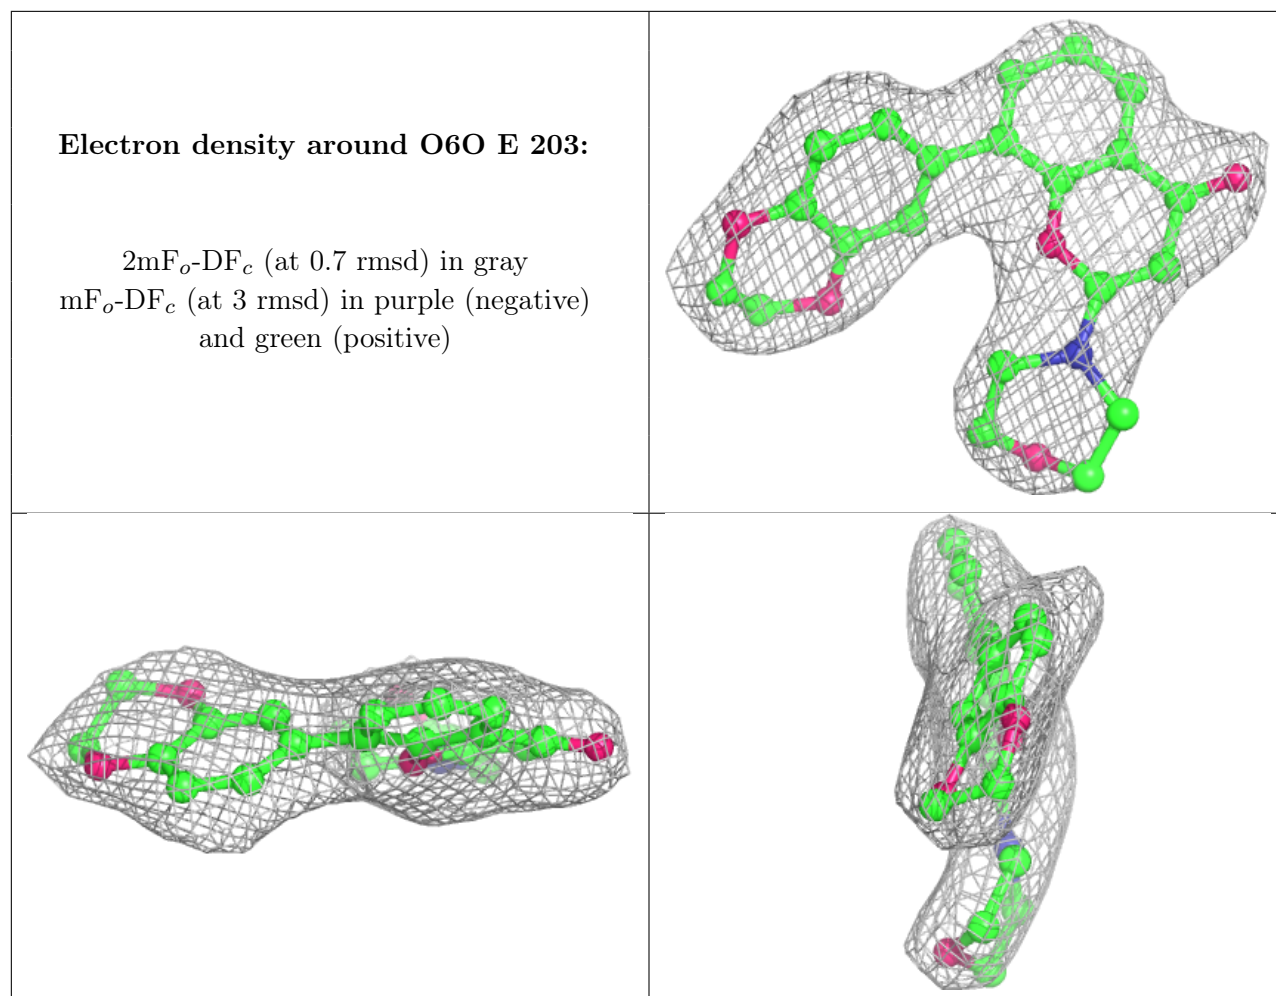 Electron density around O6O E 203:
2mFo-DFc (at 0.7 rmsd) in gray
mFo-DFc (at 3 rmsd) in purple (negative)
and green (positive)